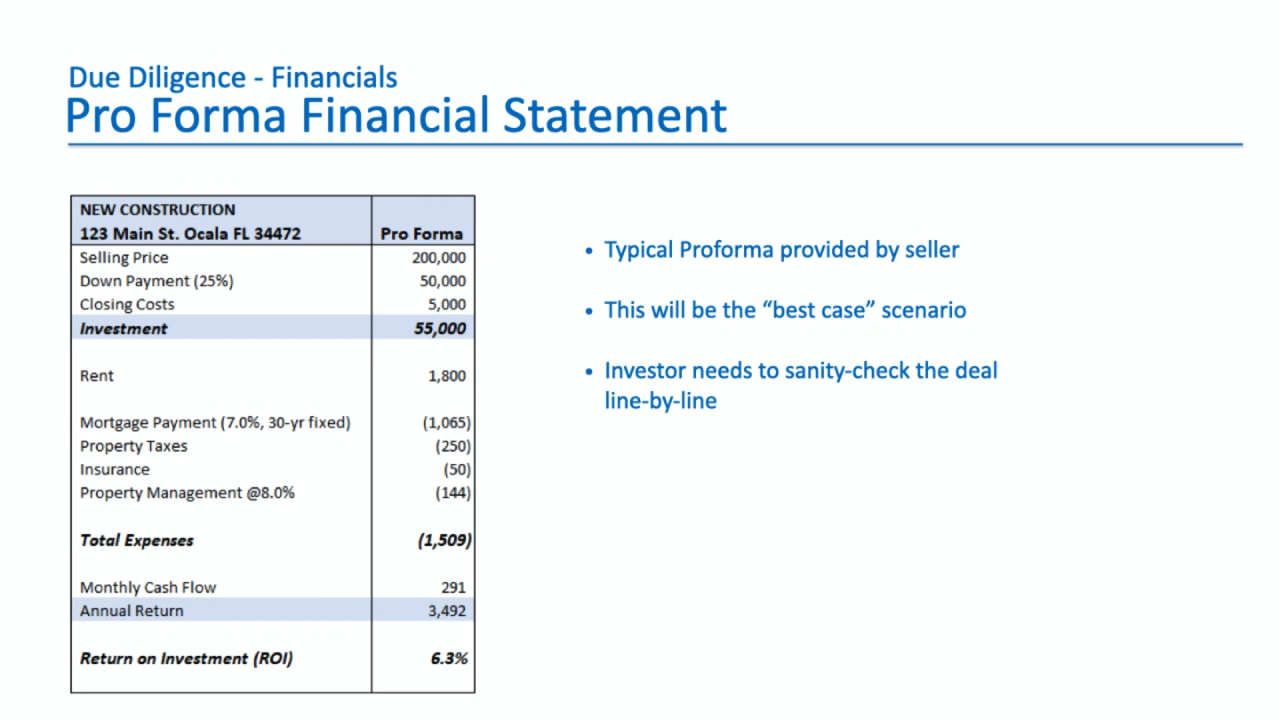 Due Diligence - Financials
Pro Forma Financial Statement
NEW CONSTRUCTION
123 Main St. Ocala FL 34472 Pro Forma
Selling Price 200,000
Down Payment (25%) 50,000
Closing Costs 5,000
Investment 55,000
Rent 1,800
Mortgage Payment (7.0%, 30-yr fixed) (1,065)
Property Taxes (250)
Insurance (50)
Property Management @8.0% (144)
Total Expenses (1,509)
Monthly Cash Flow 291
Annual Return 3,492
Return on Investment (ROI) 6.3%
• Typical Proforma provided by seller
• This will be the “best case” scenario
• Investor needs to sanity-check the deal
line-by-line